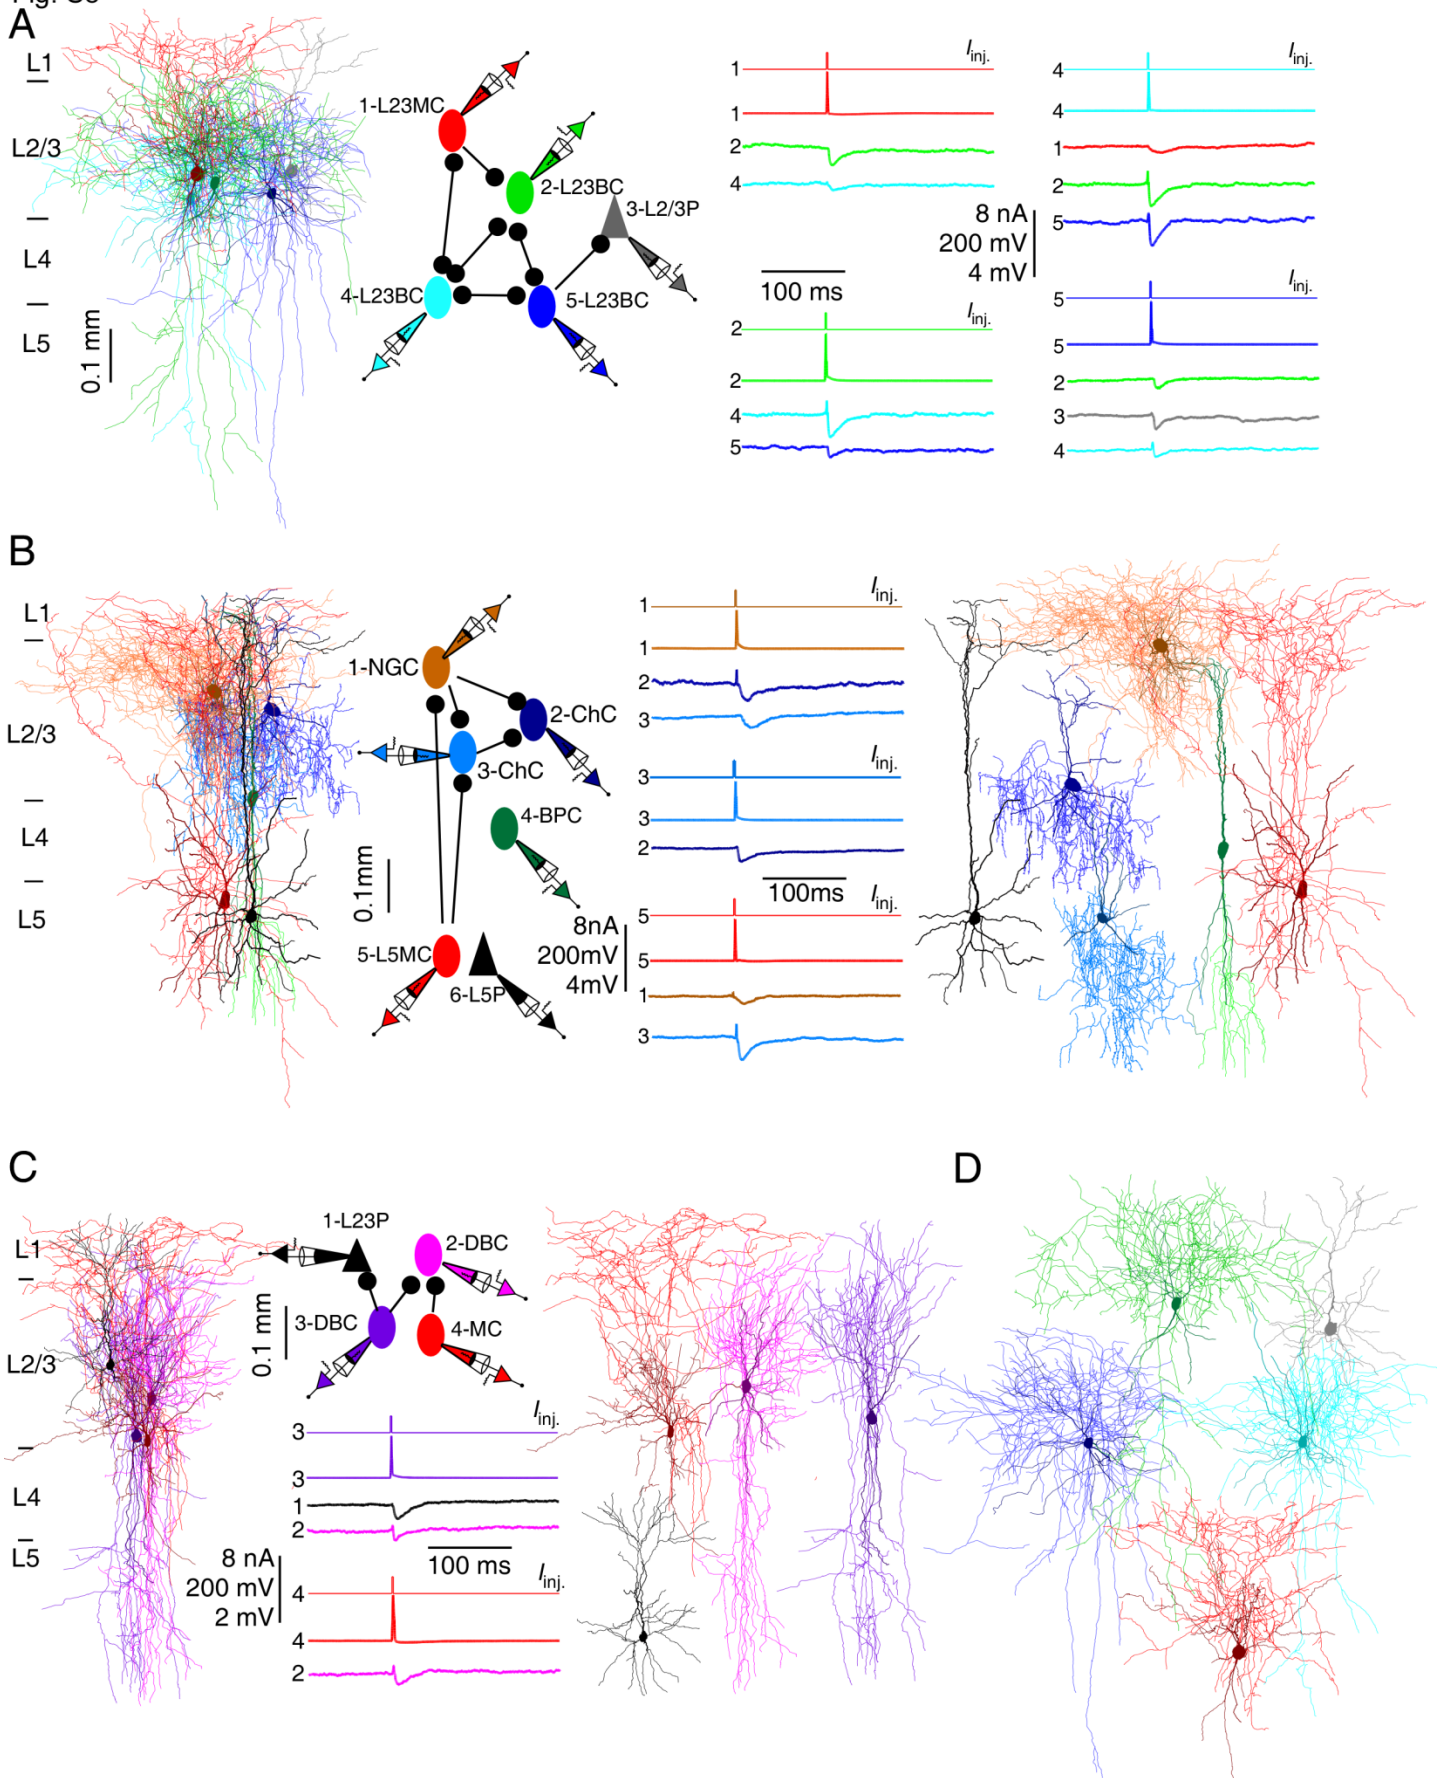 A
L1
L2/3
L4
L5
0.1 mm
1-L23MC
2-L23BC
3-L2/3P
4-L23BC
5-L23BC
1
Iinj.
1
2
4
100 ms
2
Iinj.
2
4
5
4
Iinj.
4
1
2
5
8 nA
200 mV
4 mV
5
Iinj.
5
2
3
4
B
L1
L2/3
L4
L5
1-NGC
2-ChC
3-ChC
4-BPC
0.1mm
5-L5MC
6-L5P
1
Iinj.
1
2
3
3
Iinj.
3
2
100ms
5
Iinj.
8nA
200mV
4mV
5
1
3
C
L1
L2/3
L4
L5
1-L23P
2-DBC
3-DBC
4-MC
0.1 mm
3
Iinj.
3
1
2
100 ms
8 nA
200 mV
2 mV
4
Iinj.
4
2
D